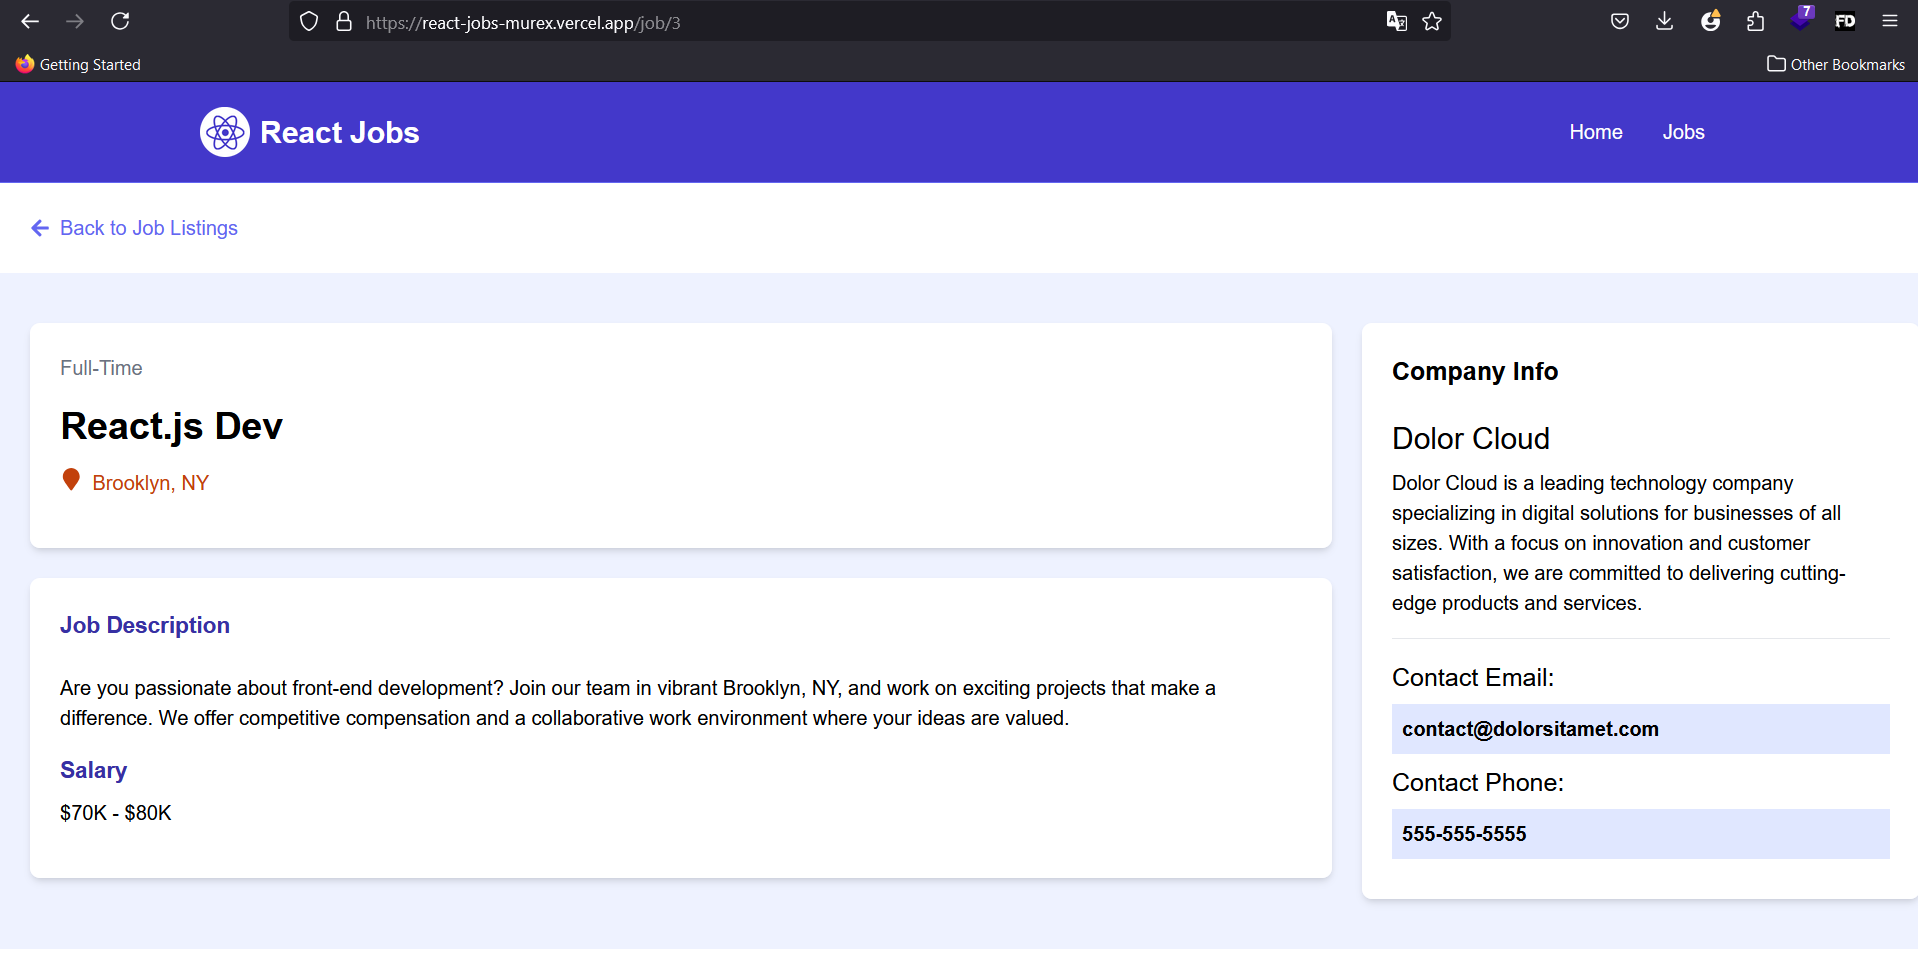 https://react-jobs-murex.vercel.app/job/3
7
FD
Getting Started
Other Bookmarks
React Jobs
Home
Jobs
Back to Job Listings
Full-Time
React.js Dev
Brooklyn, NY
Job Description
Are you passionate about front-end development? Join our team in vibrant Brooklyn, NY, and work on exciting projects that make a
difference. We offer competitive compensation and a collaborative work environment where your ideas are valued.
Salary
$70K - $80K
Company Info
Dolor Cloud
Dolor Cloud is a leading technology company
specializing in digital solutions for businesses of all
sizes. With a focus on innovation and customer
satisfaction, we are committed to delivering cutting-
edge products and services.
Contact Email:
contact@dolorsitamet.com
Contact Phone:
555-555-5555